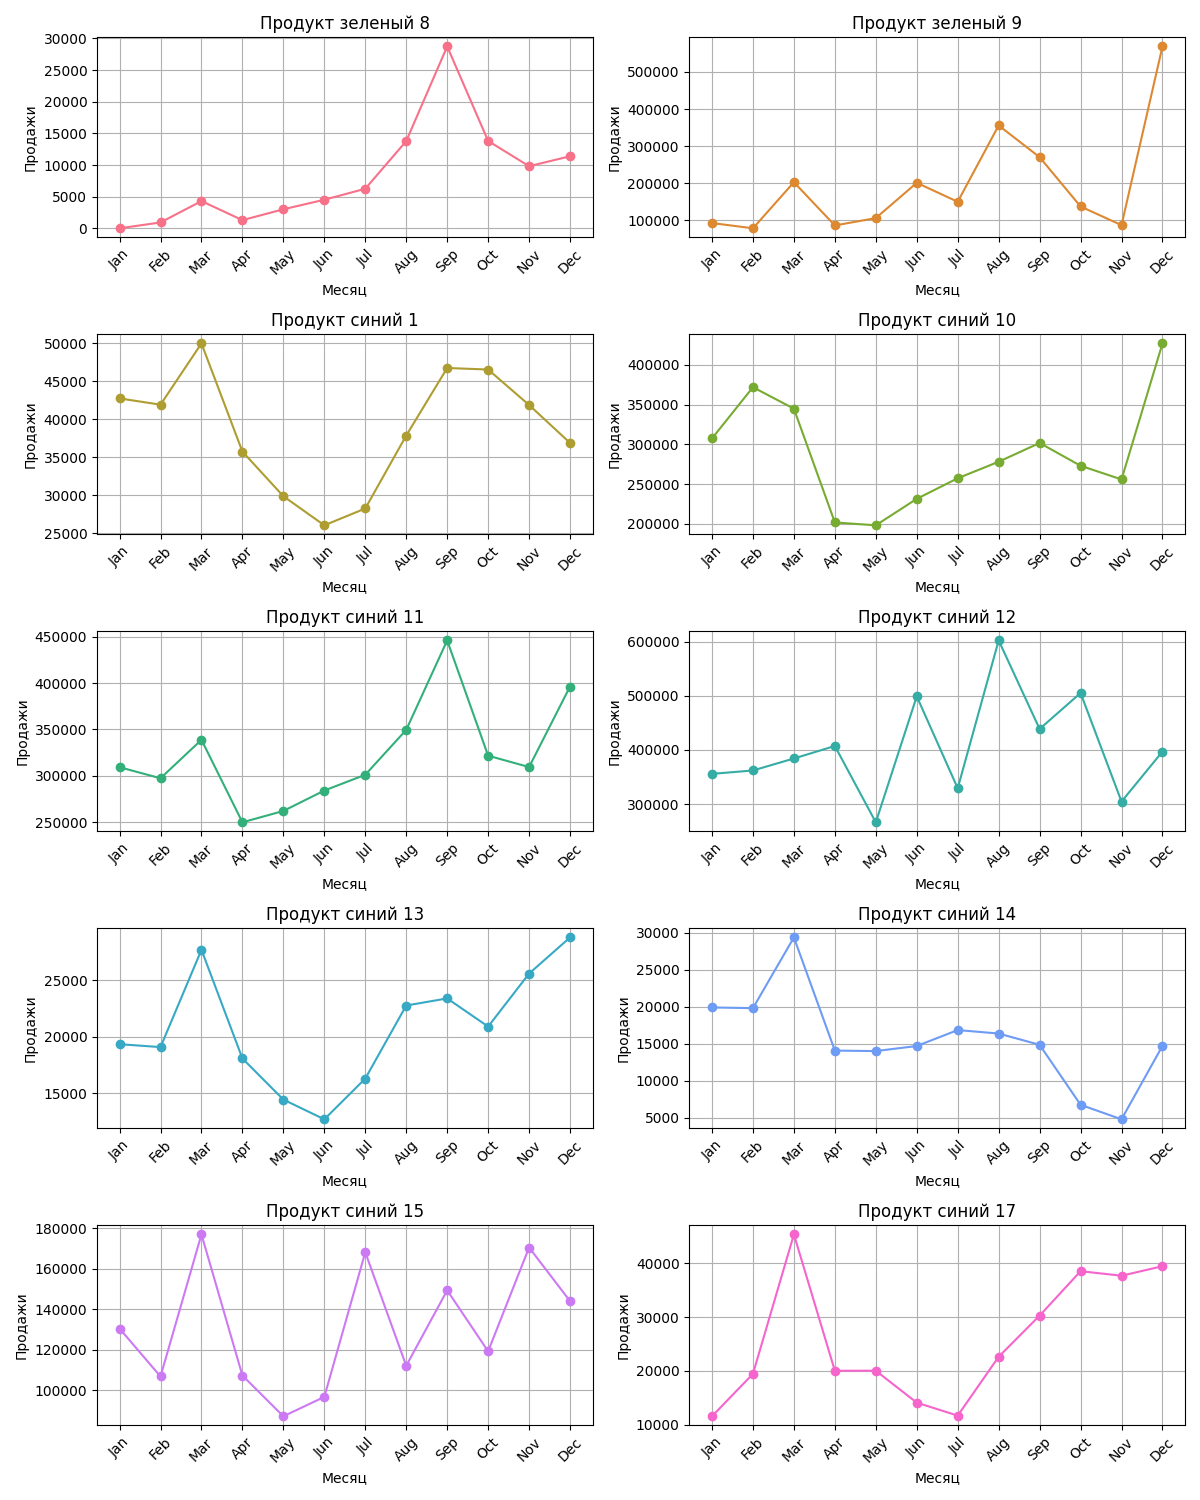 Продукт зеленый 8
Продажи
30000
25000
20000
15000
10000
5000
0
Jan Feb Mar Apr May Jun Jul Aug Sep Oct Nov Dec
Месяц
Продукт зеленый 9
Продажи
500000
400000
300000
200000
100000
Jan Feb Mar Apr May Jun Jul Aug Sep Oct Nov Dec
Месяц
Продукт синий 1
Продажи
50000
45000
40000
35000
30000
25000
Jan Feb Mar Apr May Jun Jul Aug Sep Oct Nov Dec
Месяц
Продукт синий 10
Продажи
400000
350000
300000
250000
200000
Jan Feb Mar Apr May Jun Jul Aug Sep Oct Nov Dec
Месяц
Продукт синий 11
Продажи
450000
400000
350000
300000
250000
Jan Feb Mar Apr May Jun Jul Aug Sep Oct Nov Dec
Месяц
Продукт синий 12
Продажи
600000
500000
400000
300000
Jan Feb Mar Apr May Jun Jul Aug Sep Oct Nov Dec
Месяц
Продукт синий 13
Продажи
25000
20000
15000
Jan Feb Mar Apr May Jun Jul Aug Sep Oct Nov Dec
Месяц
Продукт синий 14
Продажи
30000
25000
20000
15000
10000
5000
Jan Feb Mar Apr May Jun Jul Aug Sep Oct Nov Dec
Месяц
Продукт синий 15
Продажи
180000
160000
140000
120000
100000
Jan Feb Mar Apr May Jun Jul Aug Sep Oct Nov Dec
Месяц
Продукт синий 17
Продажи
40000
30000
20000
10000
Jan Feb Mar Apr May Jun Jul Aug Sep Oct Nov Dec
Месяц